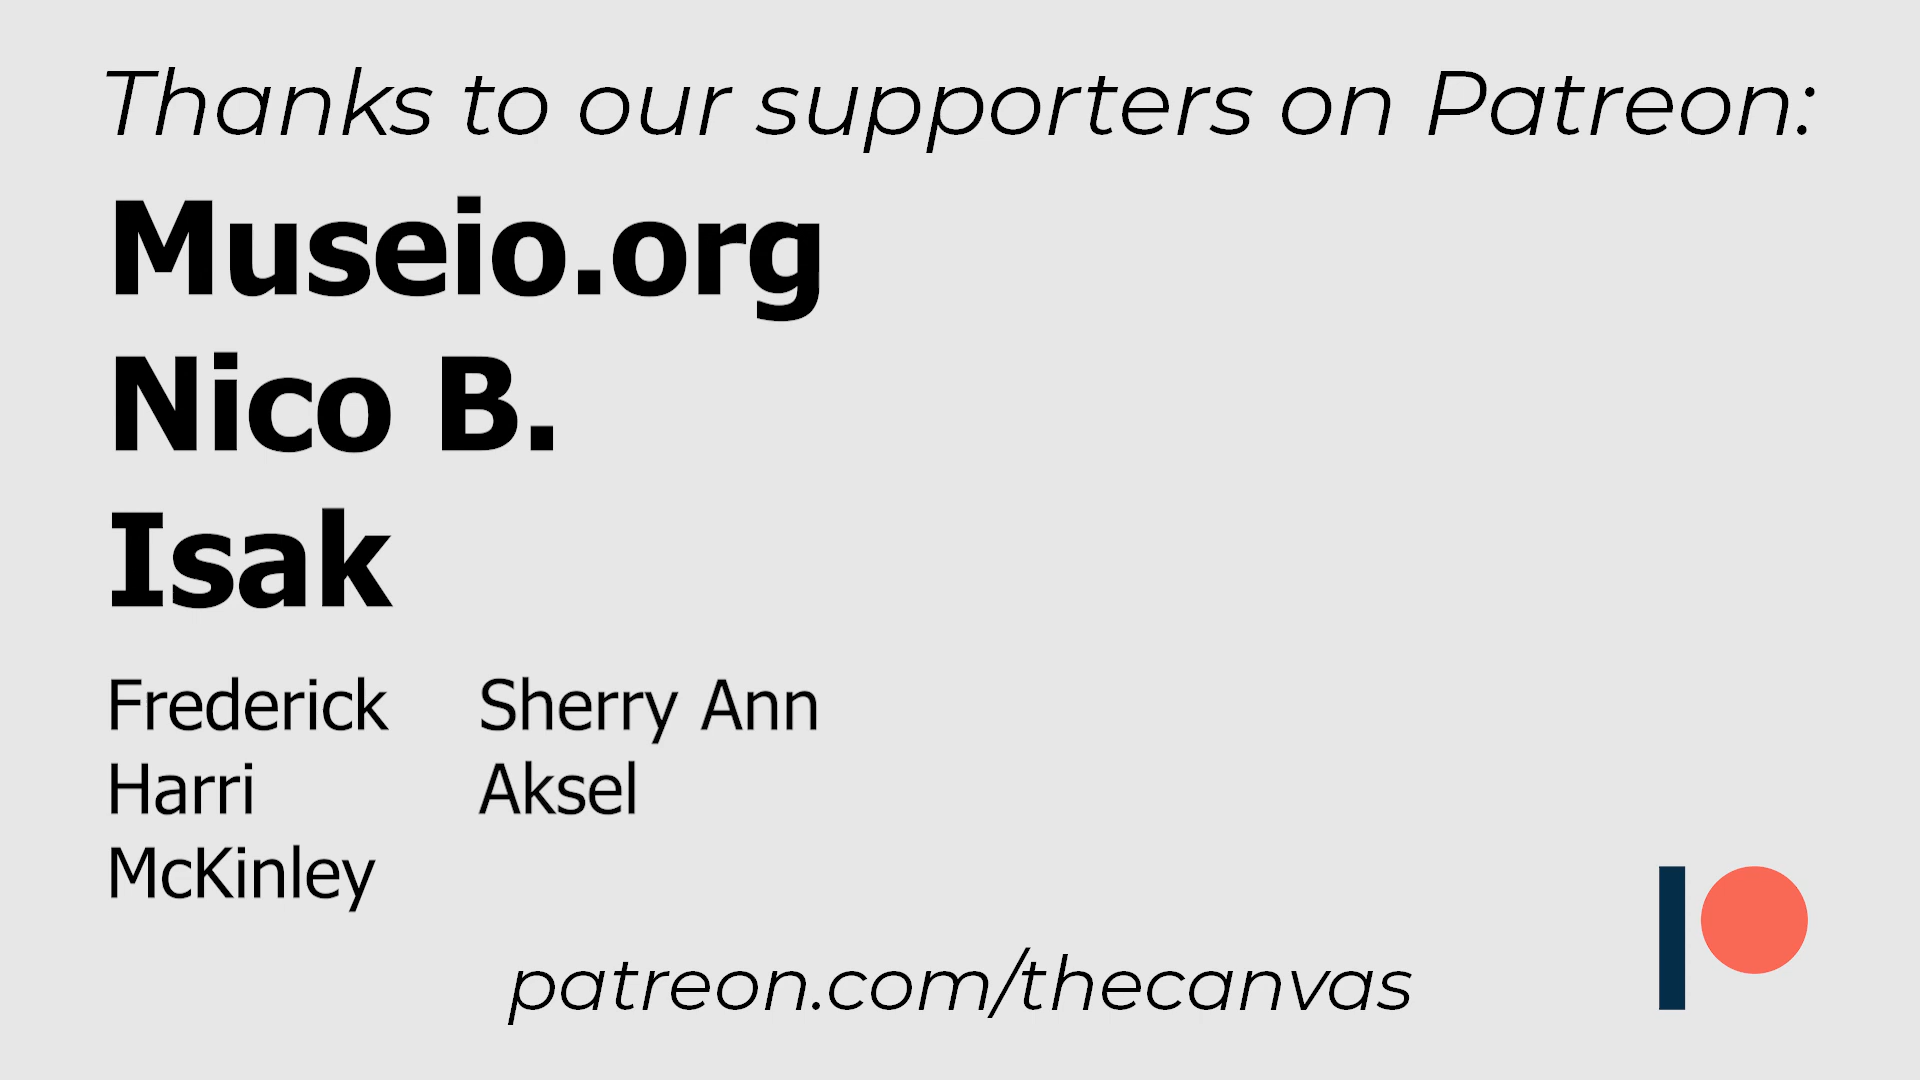 Thanks to our supporters on Patreon:
Museio.org
Nico B.
Isak
Frederick
Harri
McKinley
Sherry Ann
Aksel
patreon.com/thecanvas